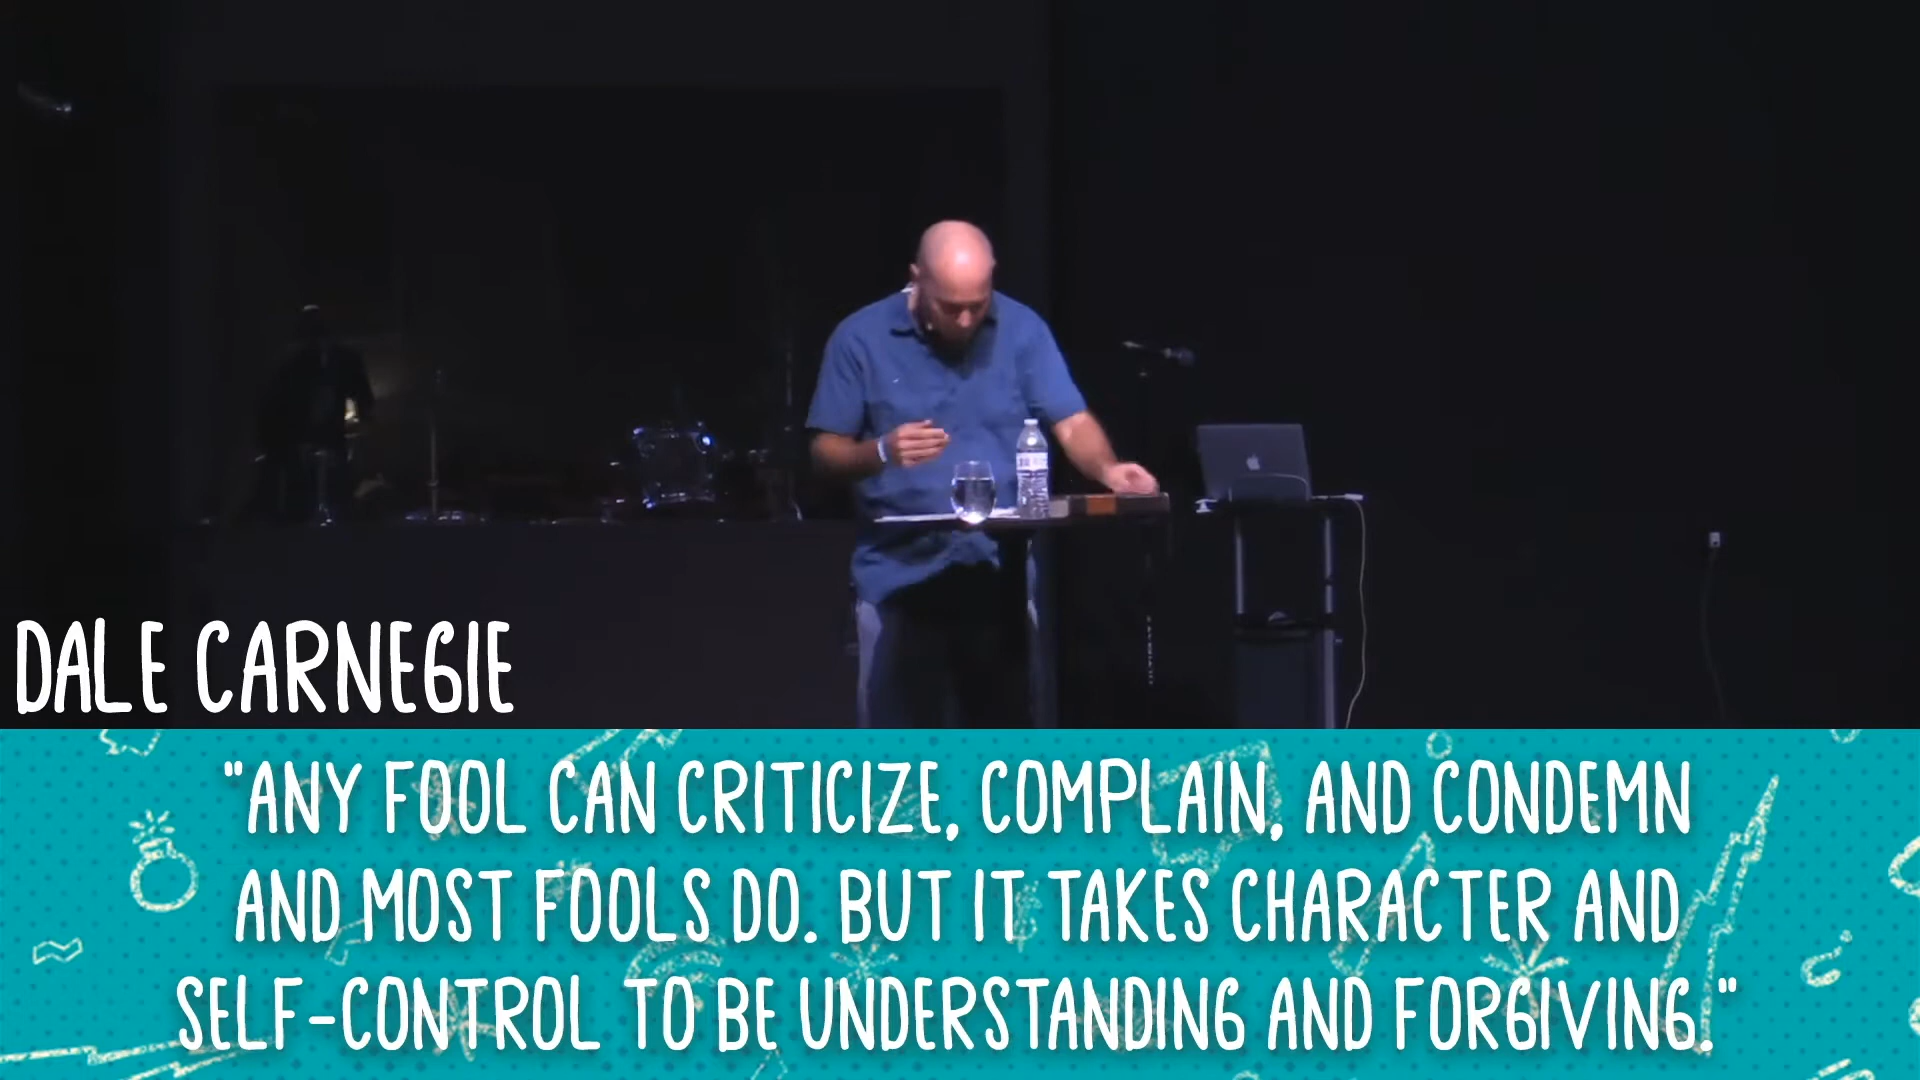 DALE CARNEGIE
"ANY FOOL CAN CRITICIZE, COMPLAIN, AND CONDEMN
AND MOST FOOLS DO. BUT IT TAKES CHARACTER AND
SELF-CONTROL TO BE UNDERSTANDING AND FORGIVING."